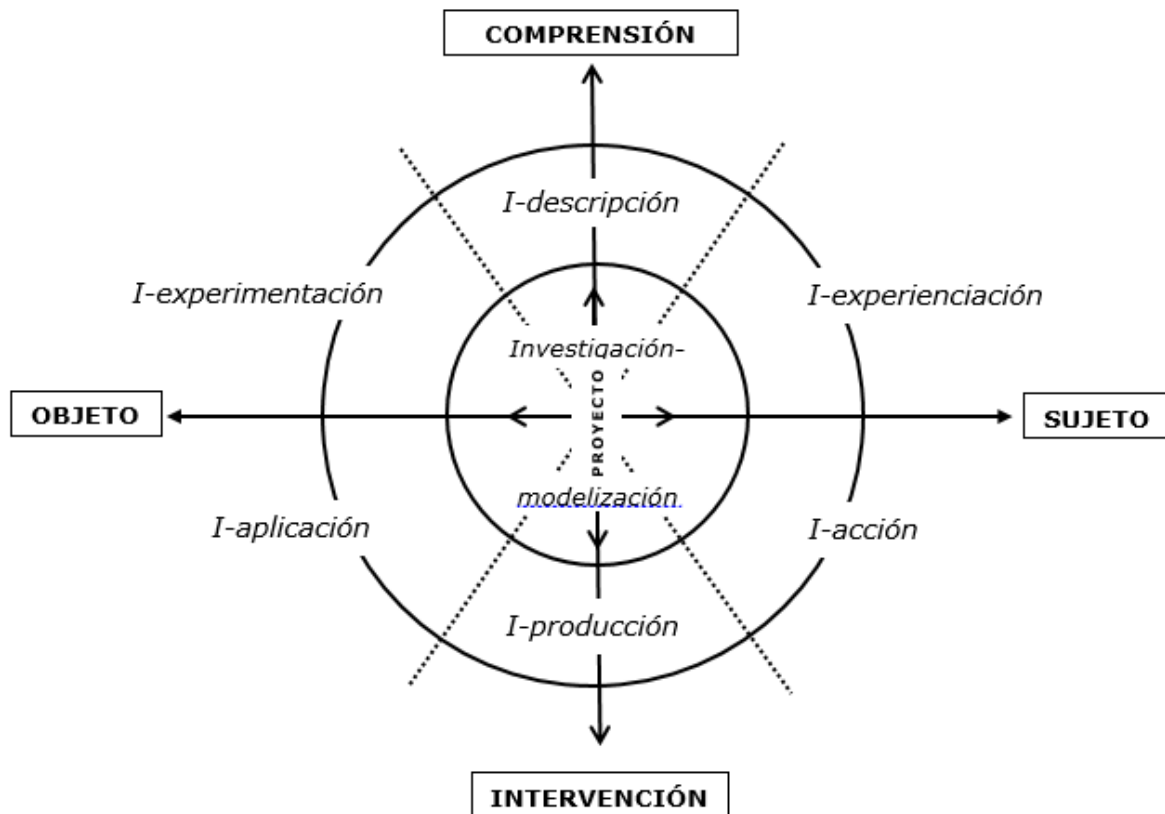 COMPRENSIÓN
I-descripción
I-experimentación
I-experienciación
Investigación-
PROYECTO
OBJETO
SUJETO
modelización
I-aplicación
I-acción
I-producción
INTERVENCIÓN